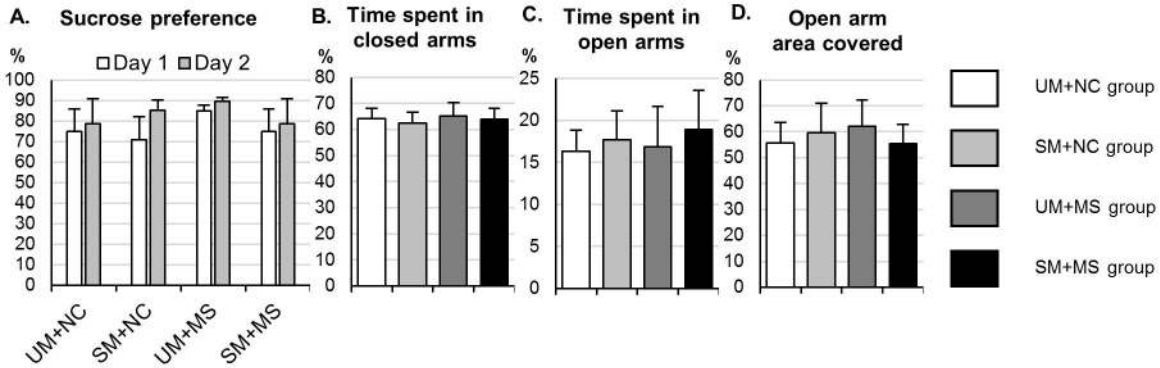 A. Sucrose preference
%
Day 1 Day 2
100
90
80
70
60
50
40
30
20
10
0
UM+NC
SM+NC
UM+MS
SM+MS
B. Time spent in
closed arms
%
80
70
60
50
40
30
20
10
0
C. Time spent in
open arms
%
25
20
15
10
5
0
D. Open arm
area covered
%
80
70
60
50
40
30
20
10
0
UM+NC group
SM+NC group
UM+MS group
SM+MS group